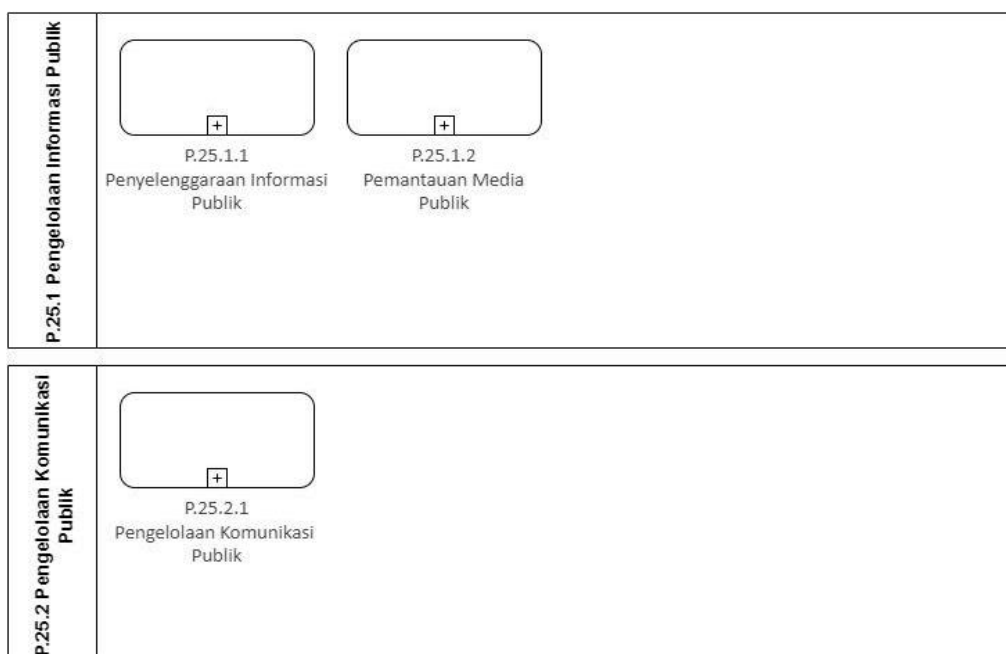 P.25.1 Pengelolaan Informasi Publik
P.25.1.1
Penyelenggaraan Informasi
Publik
P.25.1.2
Pemantauan Media
Publik
P.25.2 Pengelolaan Komunikasi
Publik
P.25.2.1
Pengelolaan Komunikasi
Publik